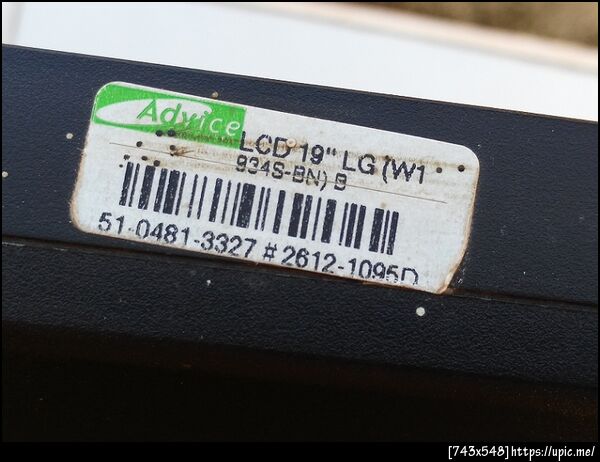 Advice
LCD 19" LG (W1
934S-BN) B
51-0481-3327 # 2612-1095D
[743x548]https://upic.me/